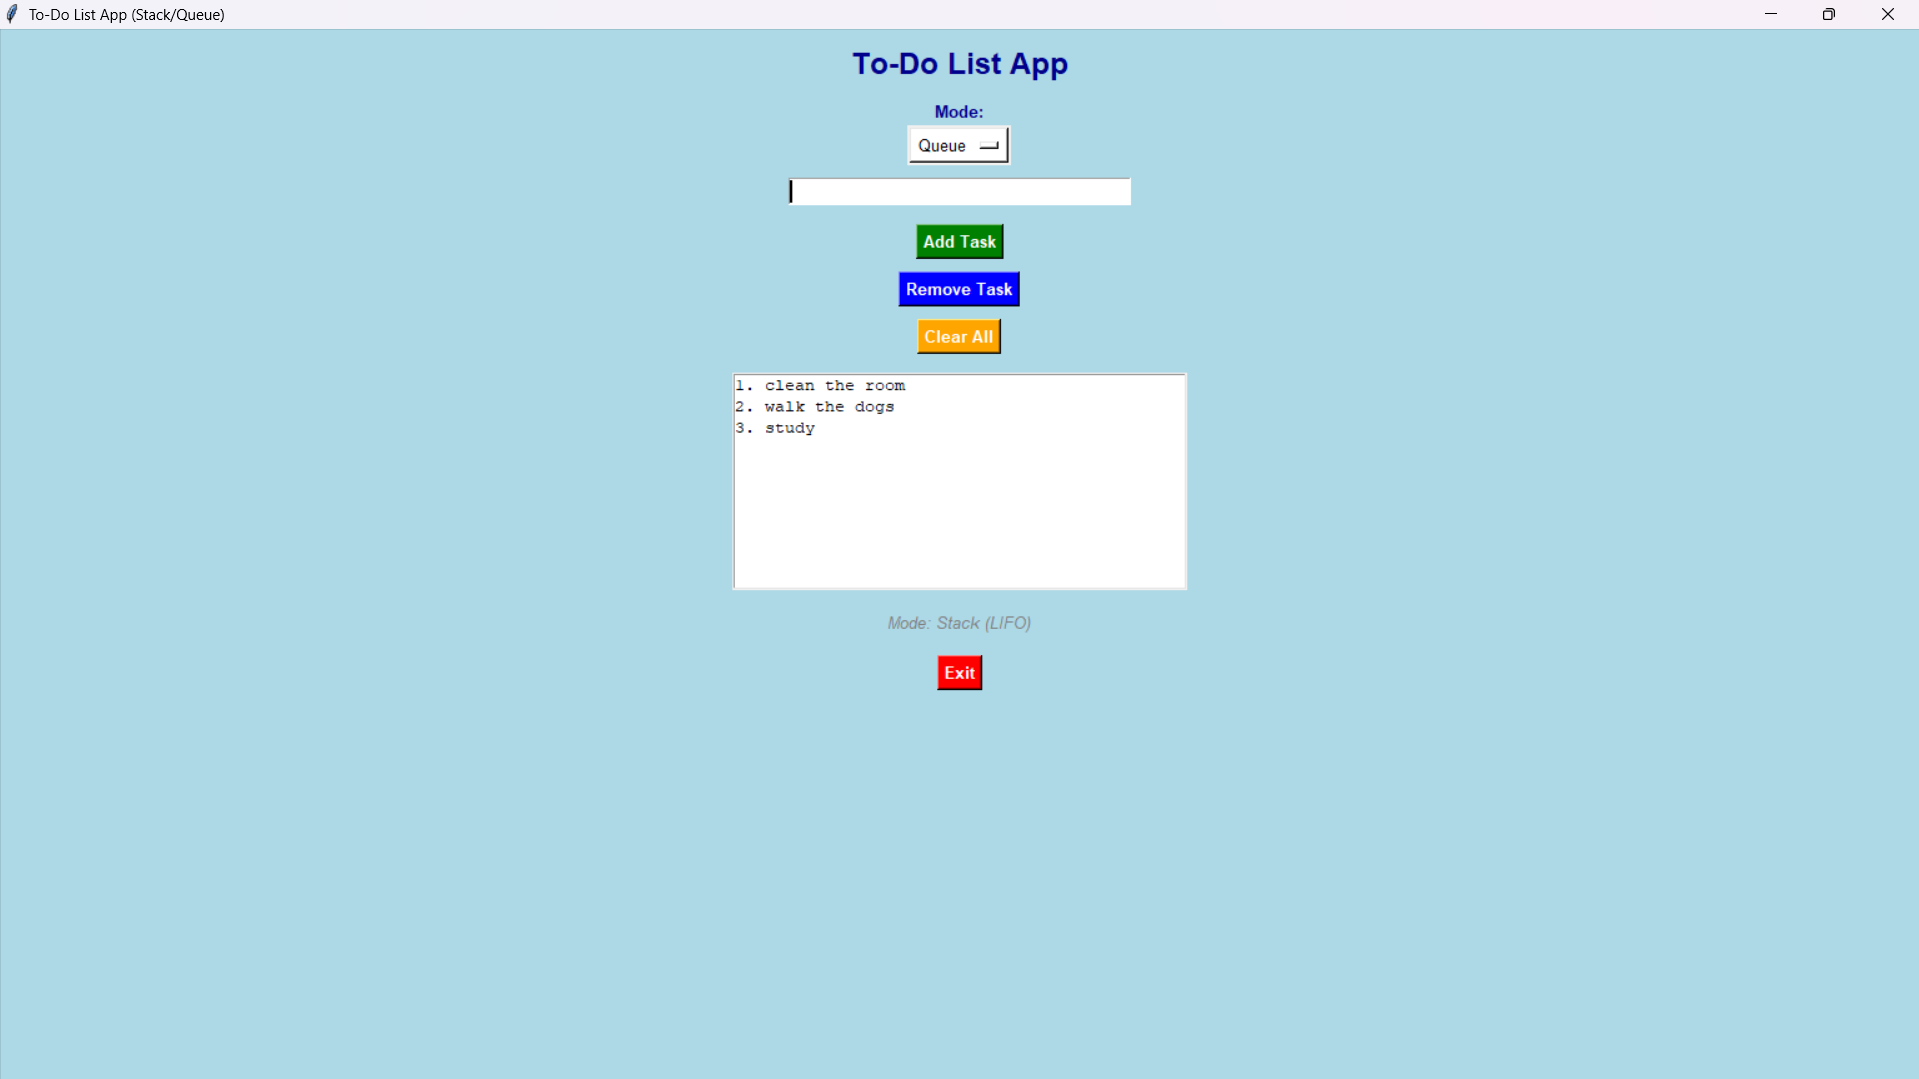 To-Do List App (Stack/Queue)
To-Do List App
Mode:
Queue
Add Task
Remove Task
Clear All
1. clean the room
2. walk the dogs
3. study
Mode: Stack (LIFO)
Exit